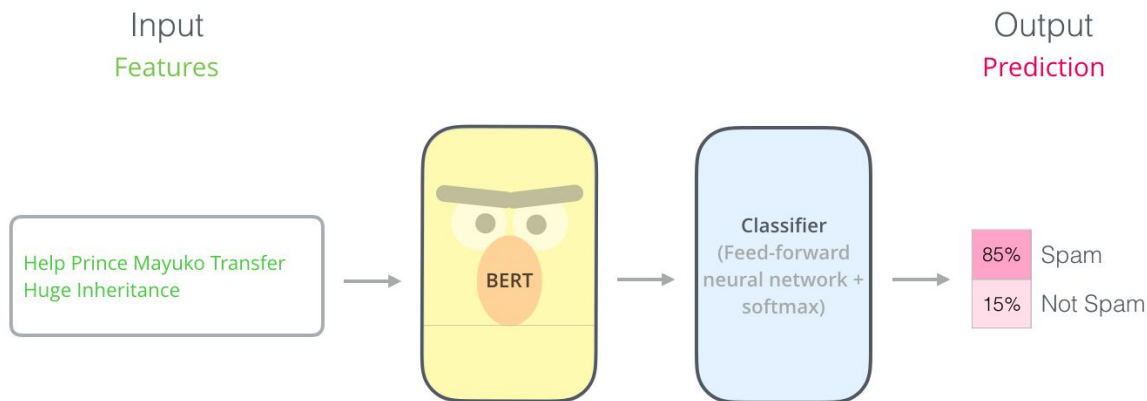 Input
Features
Output
Prediction
Help Prince Mayuko Transfer
Huge Inheritance
BERT
Classifier
(Feed-forward
neural network +
softmax)
85% Spam
15% Not Spam